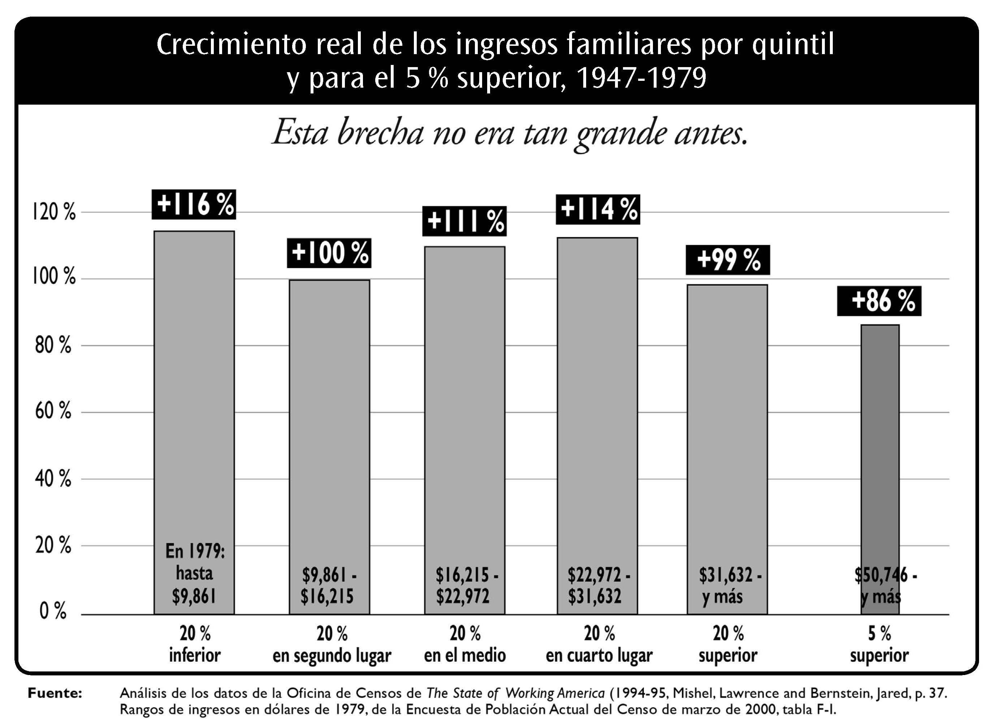 Crecimiento real de los ingresos familiares por quintil
y para el 5 % superior, 1947-1979
Esta brecha no era tan grande antes.
120 %
100 %
80 %
60 %
40 %
20 %
0 %
+116 %
+100 %
+111 %
+114 %
+99 %
+86 %
En 1979:
hasta
$9,861
$9,861 -
$16,215
$16,215 -
$22,972
$22,972 -
$31,632
$31,632 -
y más
$50,746 -
y más
20 %
inferior
20 %
en segundo lugar
20 %
en el medio
20 %
en cuarto lugar
20 %
superior
5 %
superior
Fuente: Análisis de los datos de la Oficina de Censos de The State of Working America (1994-95, Mishel, Lawrence and Bernstein, Jared, p. 37.
Rangos de ingresos en dólares de 1979, de la Encuesta de Población Actual del Censo de marzo de 2000, tabla F-I.